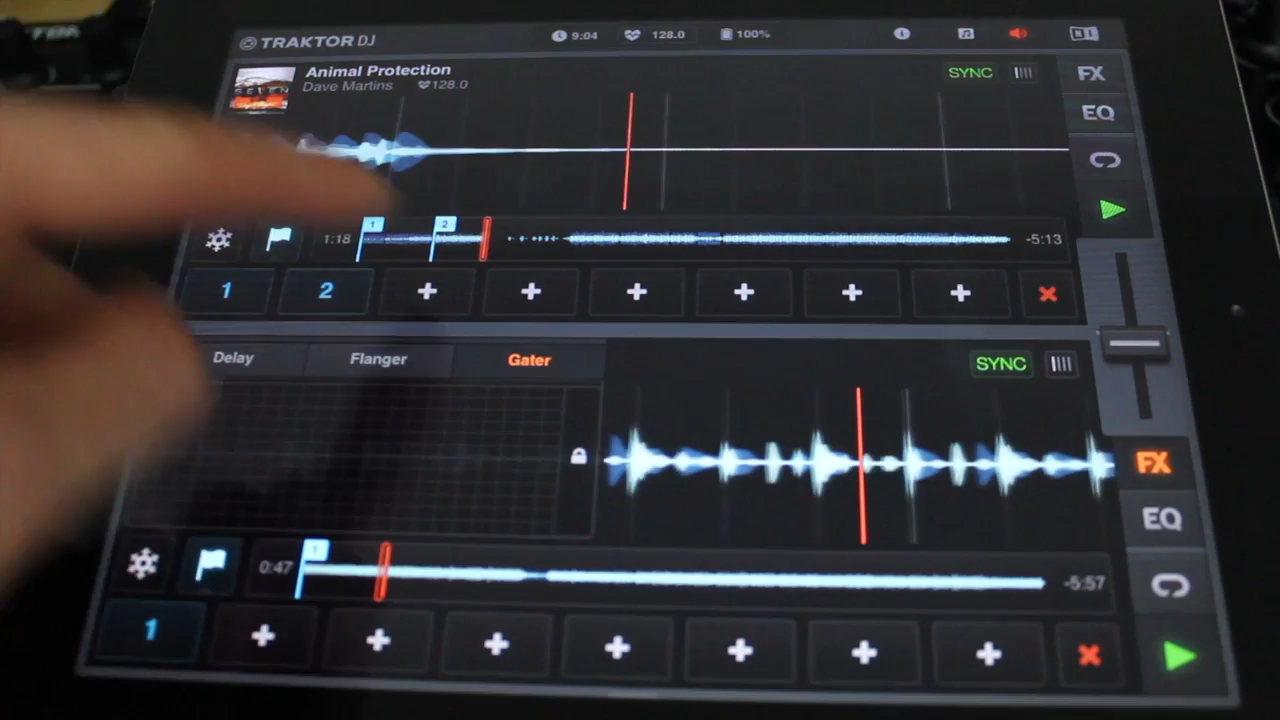 TRAKTOR DJ 9:04 128.0 100%
Animal Protection
Dave Martins 128.0
SYNC
FX
EQ
1 2
1:18 -5:13
1 2
Delay Flanger Gater
SYNC
FX
EQ
1
0:47 -5:57
1